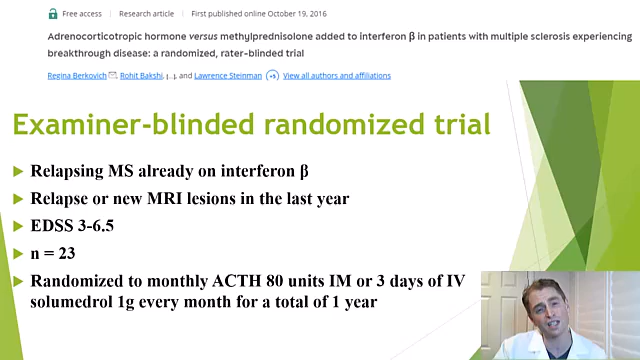 Free access | Research article | First published online October 19, 2016
Adrenocorticotropic hormone versus methylprednisolone added to interferon β in patients with multiple sclerosis experiencing
breakthrough disease: a randomized, rater-blinded trial
Regina Berkovich, Rohit Bakshi, [...], and Lawrence Steinman +5 View all authors and affiliations
Examiner-blinded randomized trial
Relapsing MS already on interferon β
Relapse or new MRI lesions in the last year
EDSS 3-6.5
n = 23
Randomized to monthly ACTH 80 units IM or 3 days of IV
solumedrol 1g every month for a total of 1 year